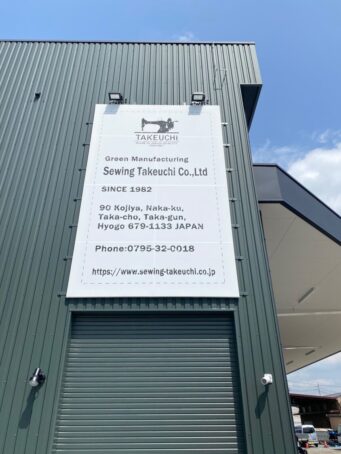 TAKEUCHI
Green Manufacturing
Sewing Takeuchi Co.,Ltd
SINCE 1982
90 Kojiya, Naka-ku,
Taka-cho, Taka-gun,
Hyogo 679-1133 JAPAN
Phone:0795-32-0018
https://www.sewing-takeuchi.co.jp